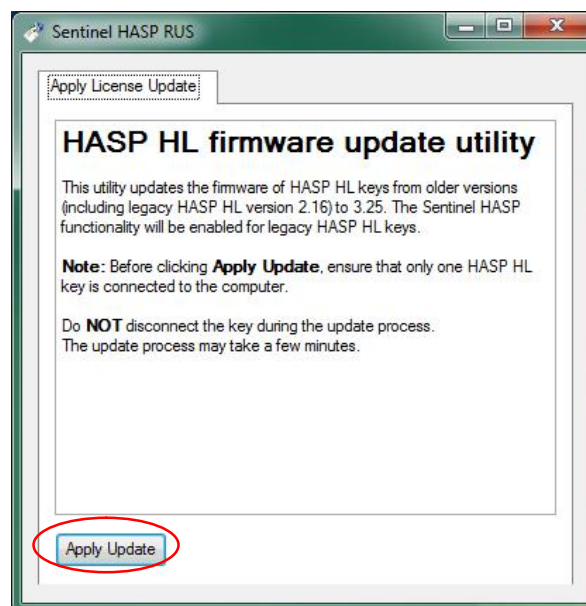 Sentinel HASP RUS
Apply License Update
HASP HL firmware update utility
This utility updates the firmware of HASP HL keys from older versions
(including legacy HASP HL version 2.16) to 3.25. The Sentinel HASP
functionality will be enabled for legacy HASP HL keys.
Note: Before clicking Apply Update, ensure that only one HASP HL
key is connected to the computer.
Do NOT disconnect the key during the update process.
The update process may take a few minutes.
Apply Update